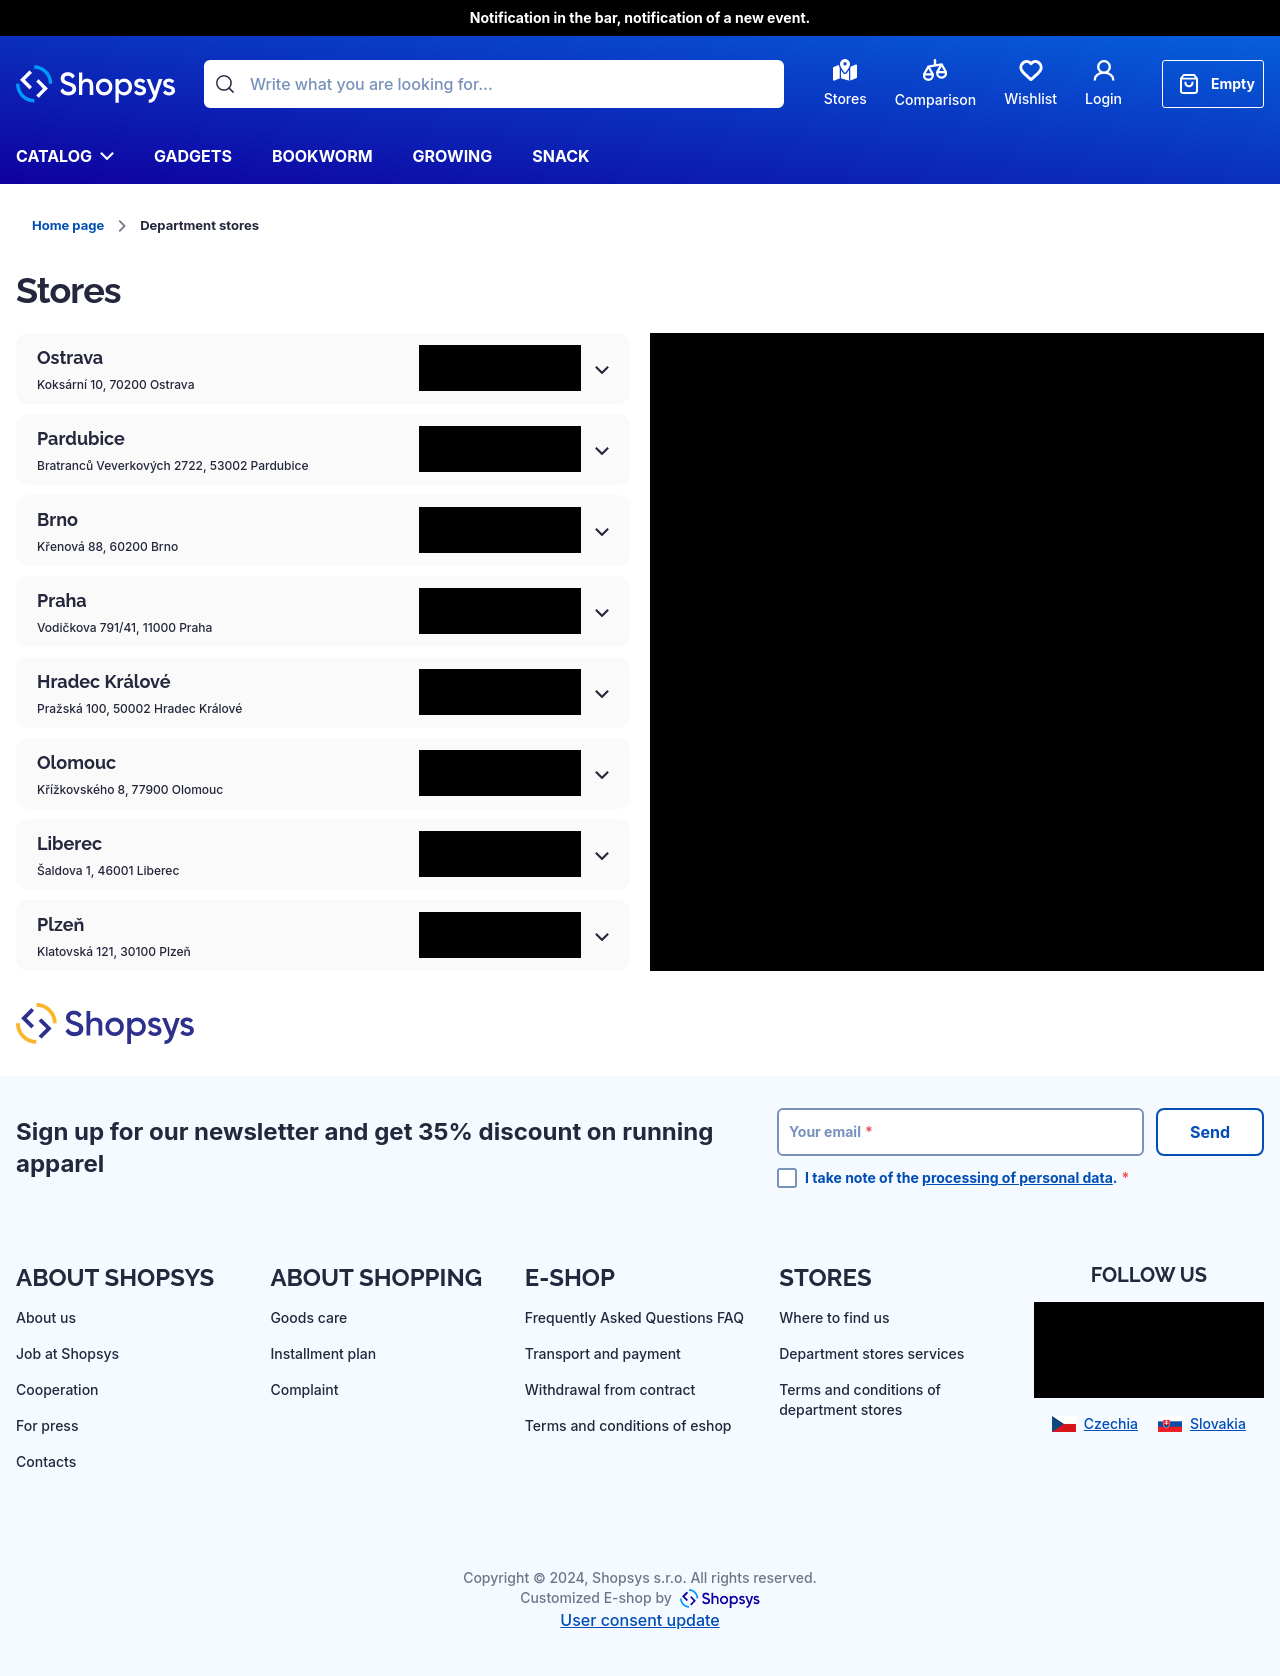 Notification in the bar, notification of a new event.
Shopsys
Write what you are looking for...
Stores
Comparison
Wishlist
Login
Empty
CATALOG
GADGETS
BOOKWORM
GROWING
SNACK
Home page
Department stores
Stores
Ostrava
Koksární 10, 70200 Ostrava
Pardubice
Bratranců Veverkových 2722, 53002 Pardubice
Brno
Křenová 88, 60200 Brno
Praha
Vodičkova 791/41, 11000 Praha
Hradec Králové
Pražská 100, 50002 Hradec Králové
Olomouc
Křížkovského 8, 77900 Olomouc
Liberec
Šaldova 1, 46001 Liberec
Plzeň
Klatovská 121, 30100 Plzeň
Shopsys
Sign up for our newsletter and get 35% discount on running
apparel
Your email *
Send
I take note of the processing of personal data. *
ABOUT SHOPSYS
About us
Job at Shopsys
Cooperation
For press
Contacts
ABOUT SHOPPING
Goods care
Installment plan
Complaint
E-SHOP
Frequently Asked Questions FAQ
Transport and payment
Withdrawal from contract
Terms and conditions of eshop
STORES
Where to find us
Department stores services
Terms and conditions of
department stores
FOLLOW US
Czechia
Slovakia
Copyright © 2024, Shopsys s.r.o. All rights reserved.
Customized E-shop by Shopsys
User consent update